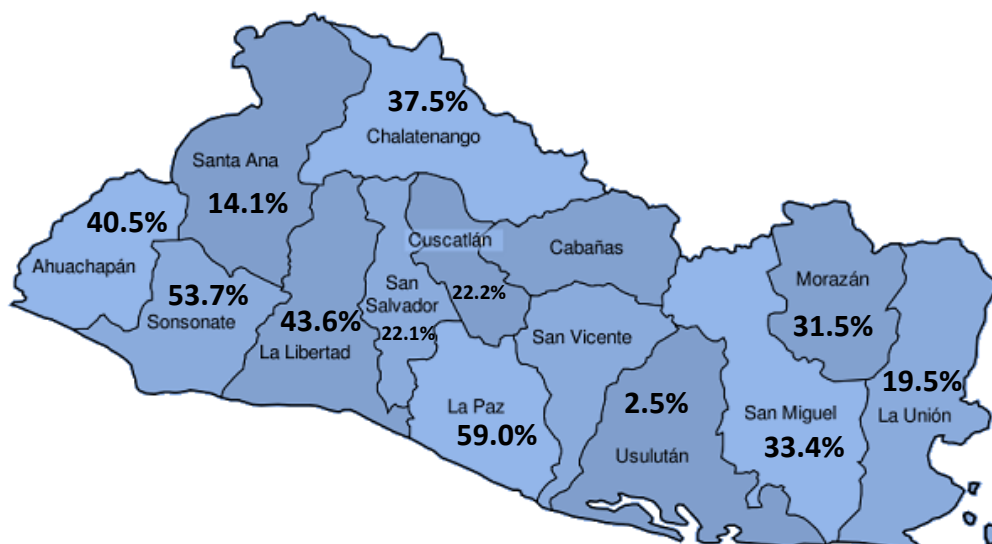 37.5%
Chalatenango
Santa Ana
14.1%
40.5%
Ahuachapán
53.7%
Sonsonate
43.6%
La Libertad
San
Salvador
22.1%
Cuscatlán
22.2%
Cabañas
San Vicente
La Paz
59.0%
2.5%
Usulután
Morazán
31.5%
San Miguel
33.4%
19.5%
La Unión